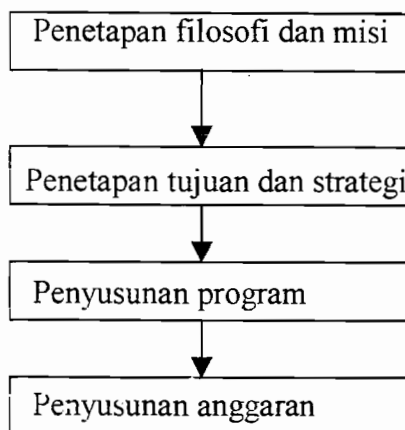 Penetapan filosofi dan misi
Penetapan tujuan dan strategi
Penyusunan program
Penyusunan anggaran